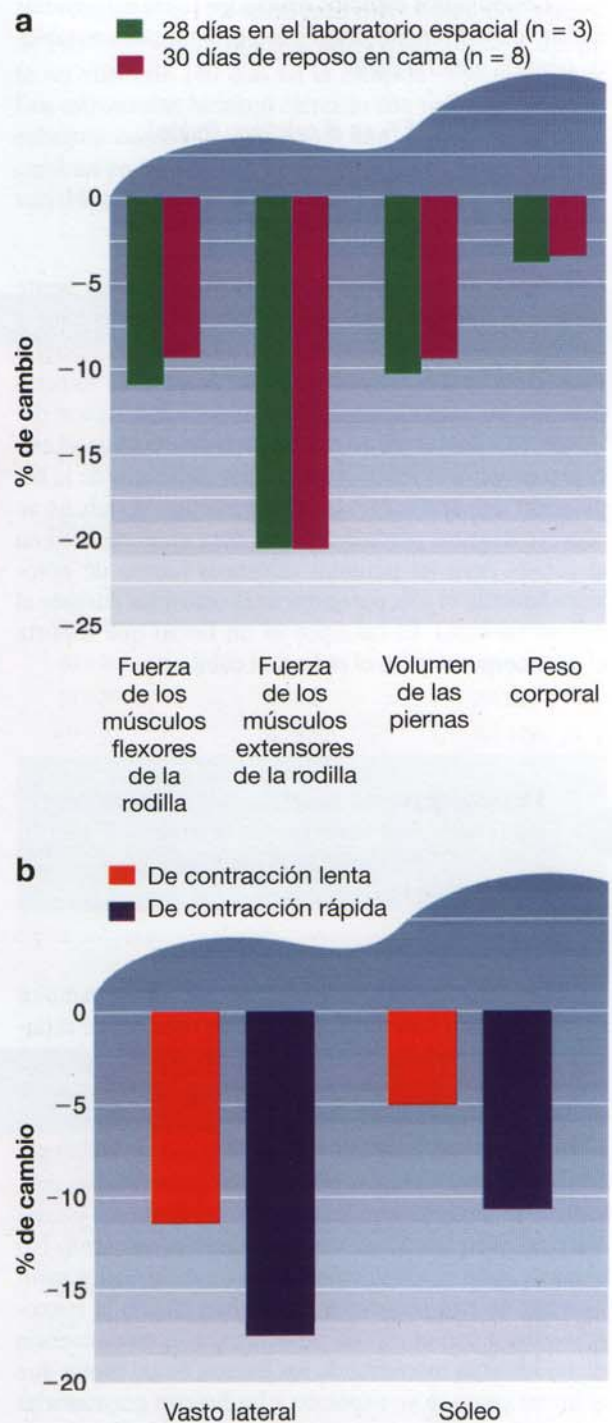 a
28 días en el laboratorio espacial (n = 3)
30 días de reposo en cama (n = 8)
0
−5
−10
−15
−20
−25
% de cambio
Fuerza
de los
músculos
flexores
de la
rodilla
Fuerza
de los
músculos
extensores
de la rodilla
Volumen
de las
piernas
Peso
corporal
b
De contracción lenta
De contracción rápida
0
−5
−10
−15
−20
% de cambio
Vasto lateral
Sóleo